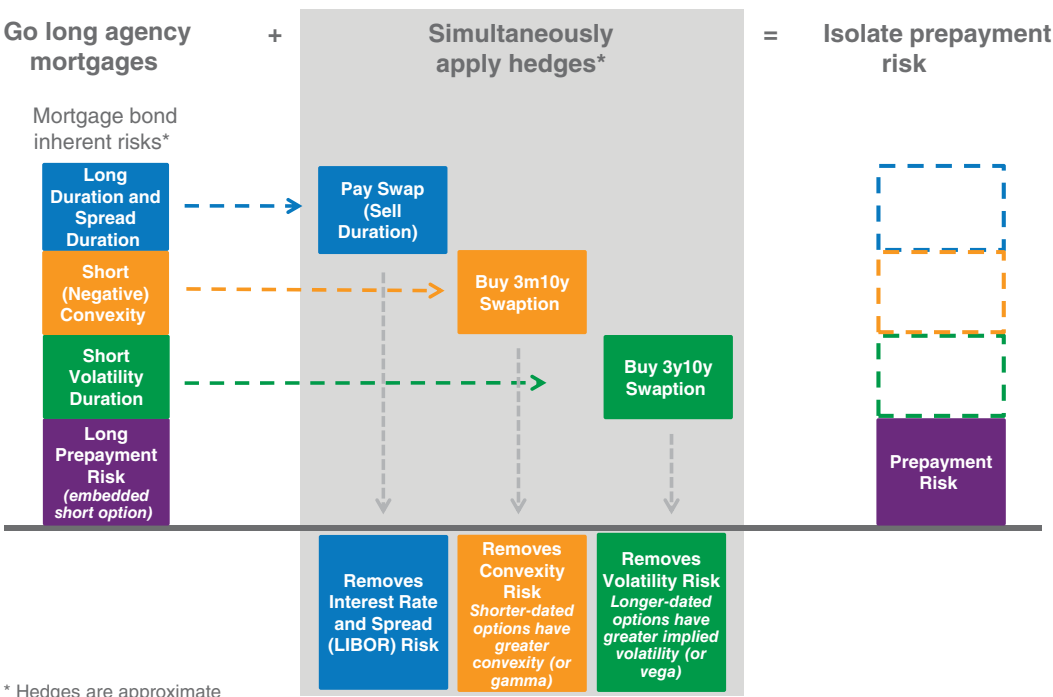 Go long agency
mortgages
+
Simultaneously
apply hedges*
=
Isolate prepayment
risk
Mortgage bond
inherent risks*
Long
Duration and
Spread
Duration
Pay Swap
(Sell
Duration)
Short
(Negative)
Convexity
Buy 3m10y
Swaption
Short
Volatility
Duration
Buy 3y10y
Swaption
Long
Prepayment
Risk
(embedded
short option)
Prepayment
Risk
Removes
Interest Rate
and Spread
(LIBOR) Risk
Removes
Convexity
Risk
Shorter-dated
options have
greater
convexity (or
gamma)
Removes
Volatility Risk
Longer-dated
options have
greater implied
volatility (or
vega)
* Hedges are approximate